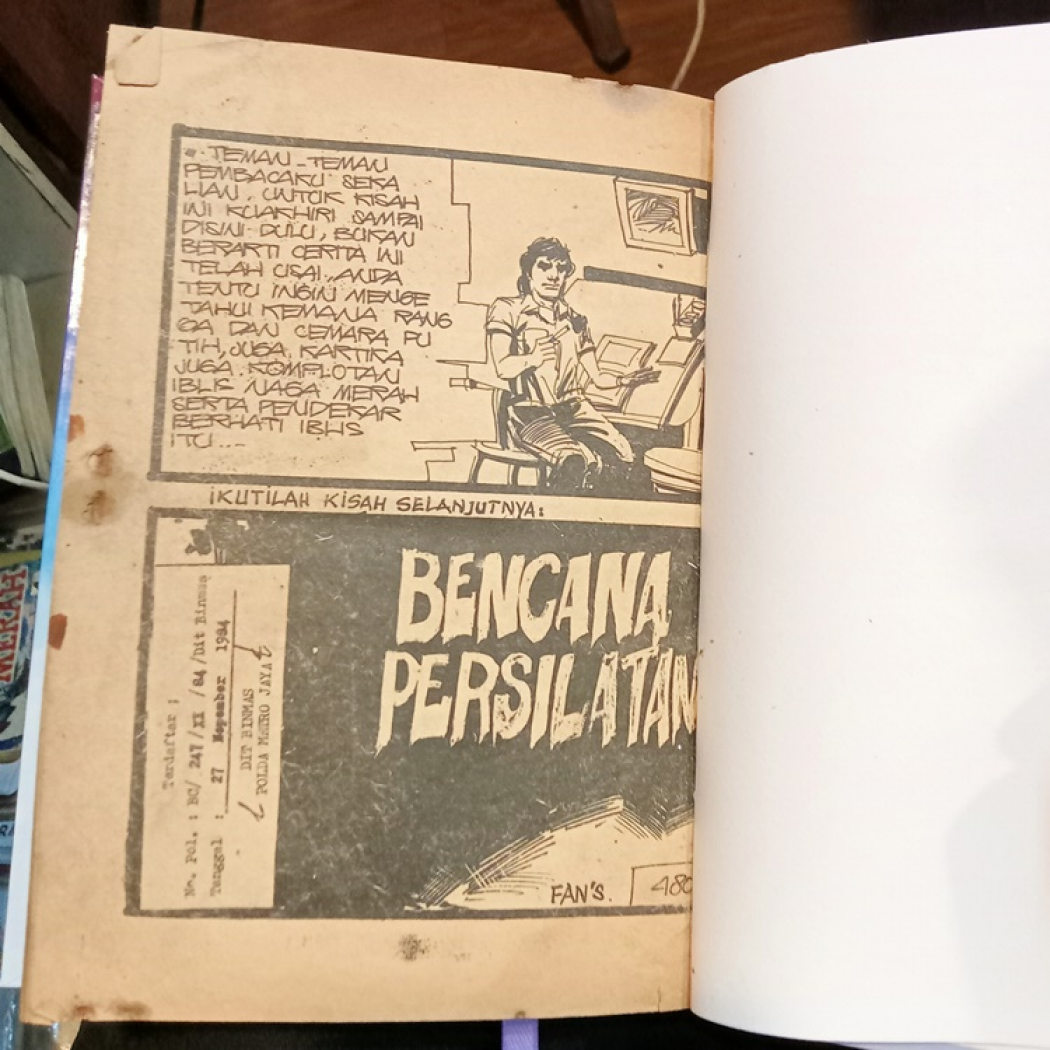 TEMAN-TEMAN
PEMBACAKU SEKA
LIAN, UNTUK KISAH
INI KUAKHIRI SAMPAI
DISINI DULU, BUKAN
BERARTI CERITA INI
TELAH USAI, ANDA
TENTU INGIN MENGE
TAHUI KEMANA RANG
GA DAN CEMARA PU
TIH, JUGA KARTIKA
JUGA KOMPLOTAN
IBLIS NAGA MERAH
SERTA PENDEKAR
BERHATI IBLIS
ITU...
IKUTILAH KISAH SELANJUTNYA:
BENCANA
PERSILATAN
Terdaftar :
No. Pol. : BC/ 247/XI /84/Dit Binmas
Tanggal : 27 Nopember 1984
DIT BINMAS
POLDA METRO JAYA
FAN'S.
480
MERAH